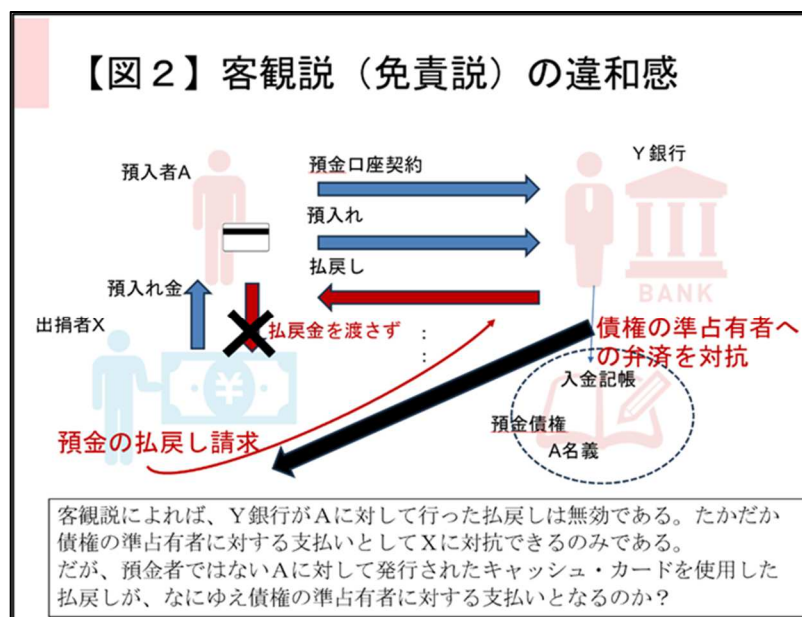 【図２】客観説（免責説）の違和感
Ｙ銀行
預入者A
預金口座契約
預入れ
払戻し
BANK
預入れ金
払戻金を渡さず
：
：
出捐者X
債権の準占有者へ
の弁済を対抗
入金記帳
預金債権
A名義
預金の払戻し請求
客観説によれば、Ｙ銀行がＡに対して行った払戻しは無効である。たかだか
債権の準占有者に対する支払いとしてＸに対抗できるのみである。
だが、預金者ではないＡに対して発行されたキャッシュ・カードを使用した
払戻しが、なにゆえ債権の準占有者に対する支払いとなるのか？